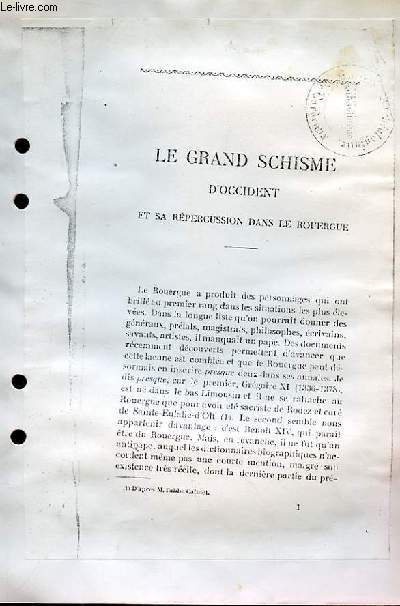 Le-livre.com
LE GRAND SCHISME
D'OCCIDENT
ET SA RÉPERCUSSION DANS LE ROUERGUE
Le Rouergue a produit des personnages qui ont
brillé au premier rang dans les situations les plus éle-
vées. Dans la longue liste qu'on pourrait donner des
généraux, prélats, magistrats, philosophes, écrivains,
savants, artistes, il manquait un pape. Des documents
récemment découverts permettent d'avancer que
cette lacune est comblée et que le Rouergue peut dé-
sormais en inscrire presque deux dans ses annales. Je
dis presque, car le premier, Grégoire XI
est né dans le bas Limousin et il ne se rattache au
Rouergue que pour avoir été sacriste de Rodez et curé
de Sainte-Eulalie-d'Olt (1). Le second semble nous
appartenir davantage : c'est Benoît XIV, qui paraît
être du Rouergue. Mais, en revanche, il ne fut qu'un
antipape, auquel les dictionnaires biographiques n'ac-
cordent même pas une courte mention, malgré son
existence très réelle, dont la dernière partie du pré-
(1) D'après M. l'abbé
1